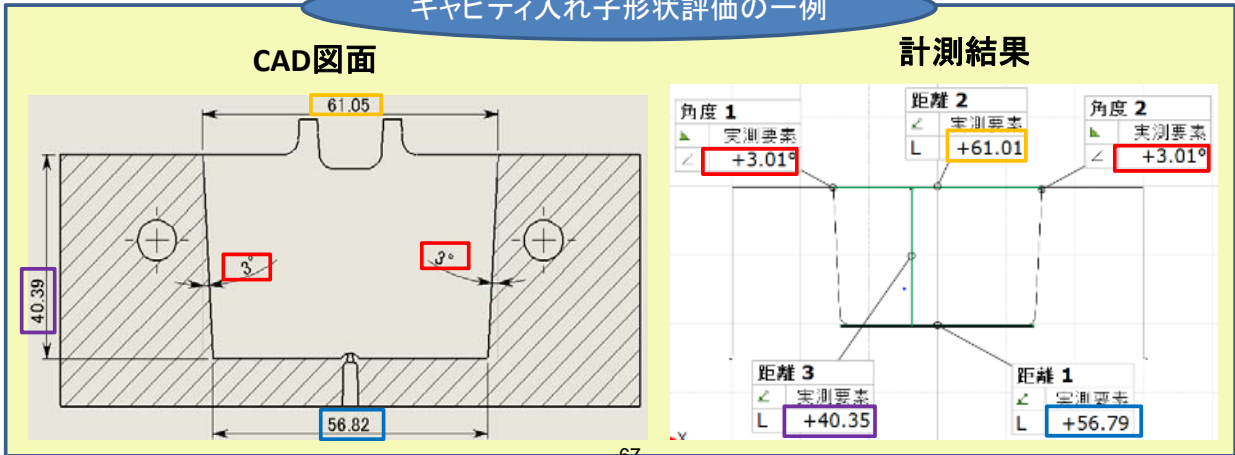 キャビティ入れ子形状評価の一例
CAD図面
61.05
40.39
3°
3°
56.82
計測結果
角度 1
実測要素
+3.01°
距離 2
実測要素
L +61.01
角度 2
実測要素
+3.01°
距離 3
実測要素
L +40.35
距離 1
実測要素
L +56.79
X
67